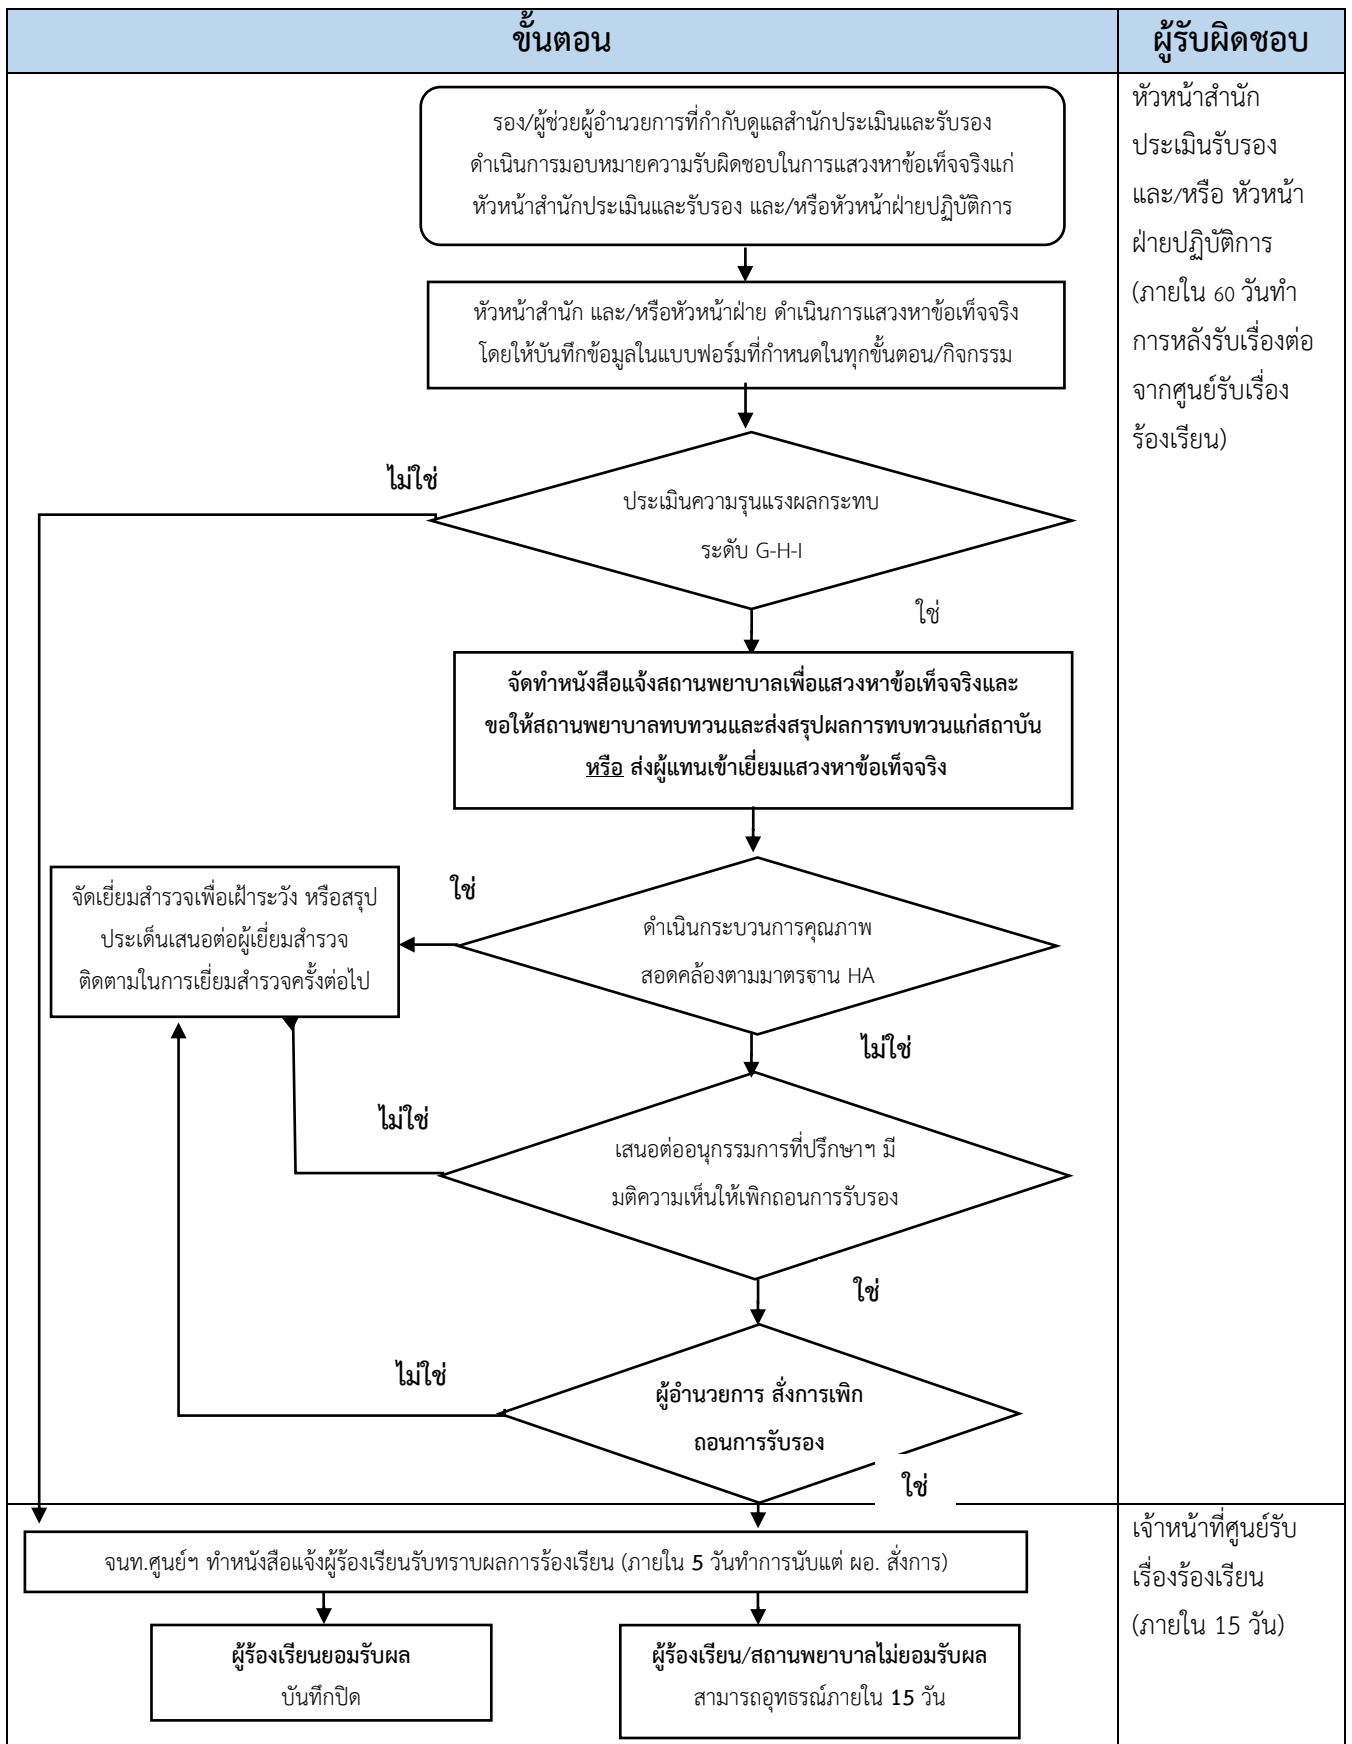 ขั้นตอน
ผู้รับผิดชอบ
รอง/ผู้ช่วยผู้อำนวยการที่กำกับดูแลสำนักประเมินและรับรอง
ดำเนินการมอบหมายความรับผิดชอบในการแสวงหาข้อเท็จจริงแก่
หัวหน้าสำนักประเมินและรับรอง และ/หรือหัวหน้าฝ่ายปฏิบัติการ
หัวหน้าสำนัก
ประเมินรับรอง
และ/หรือ หัวหน้า
ฝ่ายปฏิบัติการ
(ภายใน 60 วันทำ
การหลังรับเรื่องต่อ
จากศูนย์รับเรื่อง
ร้องเรียน)
หัวหน้าสำนัก และ/หรือหัวหน้าฝ่าย ดำเนินการแสวงหาข้อเท็จจริง
โดยให้บันทึกข้อมูลในแบบฟอร์มที่กำหนดในทุกขั้นตอน/กิจกรรม
ไม่ใช่
ประเมินความรุนแรงผลกระทบ
ระดับ G-H-I
ใช่
จัดทำหนังสือแจ้งสถานพยาบาลเพื่อแสวงหาข้อเท็จจริงและ
ขอให้สถานพยาบาลทบทวนและส่งสรุปผลการทบทวนแก่สถาบัน
หรือ ส่งผู้แทนเข้าเยี่ยมแสวงหาข้อเท็จจริง
ใช่
จัดเยี่ยมสำรวจเพื่อเฝ้าระวัง หรือสรุป
ประเด็นเสนอต่อผู้เยี่ยมสำรวจ
ติดตามในการเยี่ยมสำรวจครั้งต่อไป
ดำเนินกระบวนการคุณภาพ
สอดคล้องตามมาตรฐาน HA
ไม่ใช่
ไม่ใช่
เสนอต่ออนุกรรมการที่ปรึกษาฯ มี
มติความเห็นให้เพิกถอนการรับรอง
ใช่
ไม่ใช่
ผู้อำนวยการ สั่งการเพิก
ถอนการรับรอง
ใช่
จนท.ศูนย์ฯ ทำหนังสือแจ้งผู้ร้องเรียนรับทราบผลการร้องเรียน (ภายใน 5 วันทำการนับแต่ ผอ. สั่งการ)
เจ้าหน้าที่ศูนย์รับ
เรื่องร้องเรียน
(ภายใน 15 วัน)
ผู้ร้องเรียนยอมรับผล
บันทึกปิด
ผู้ร้องเรียน/สถานพยาบาลไม่ยอมรับผล
สามารถอุทธรณ์ภายใน 15 วัน